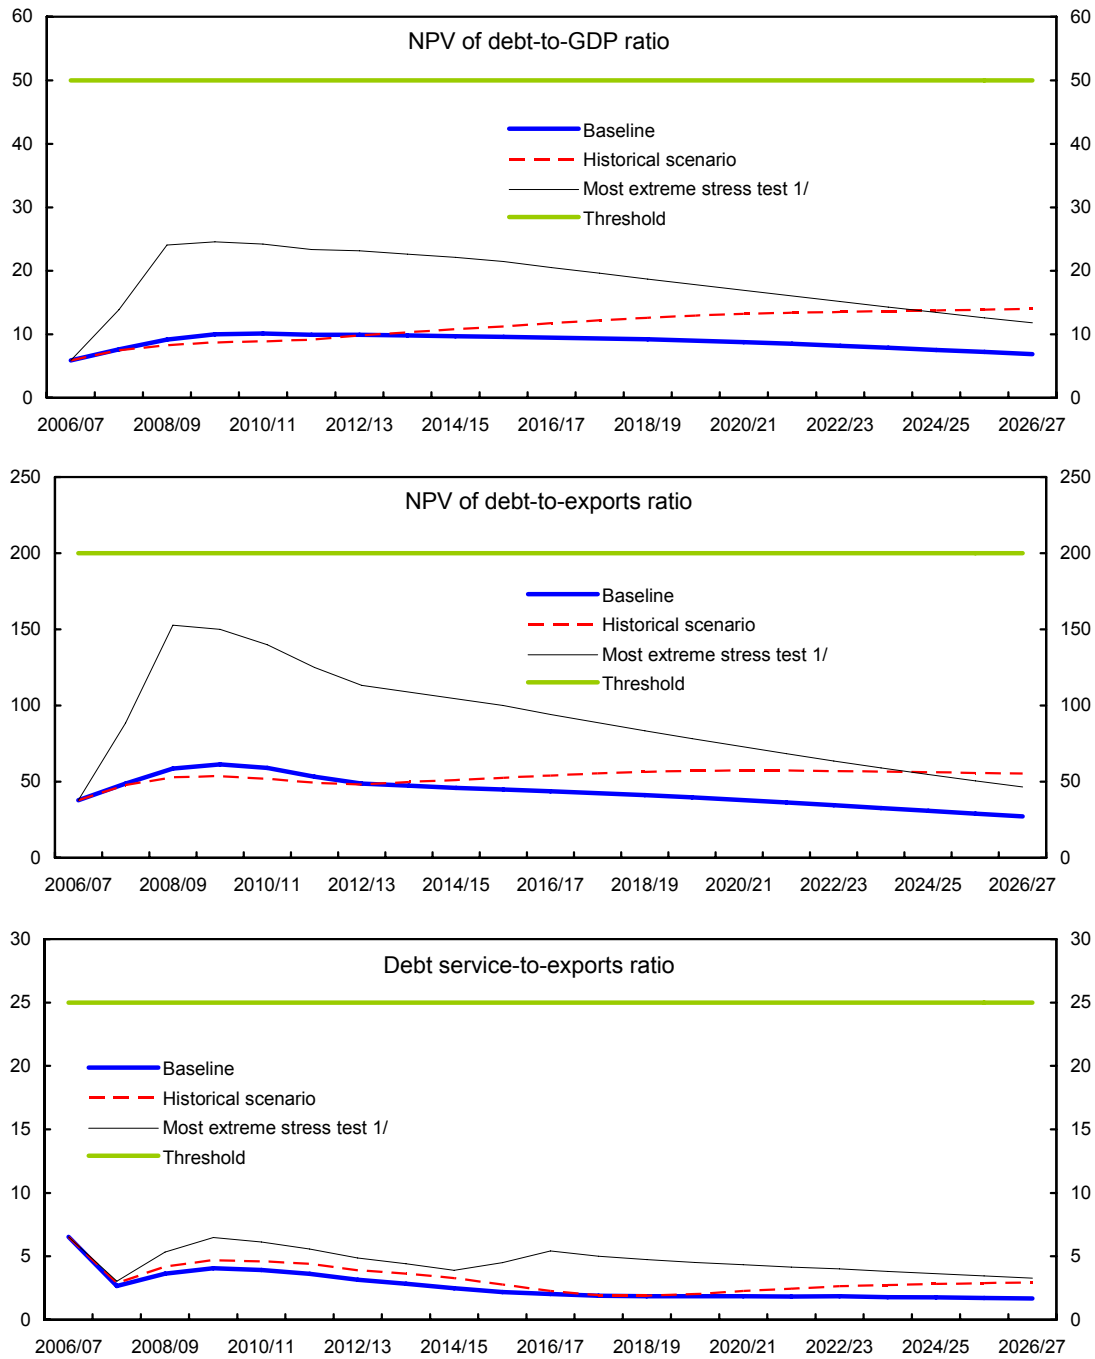 NPV of debt-to-GDP ratio
60 60
50 50
Baseline
40 40
Historical scenario
Most extreme stress test 1/
30 30
Threshold
20 20
10 10
0 0
2006/07 2008/09 2010/11 2012/13 2014/15 2016/17 2018/19 2020/21 2022/23 2024/25 2026/27
250 250
NPV of debt-to-exports ratio
200 200
Baseline
Historical scenario
150 150
Most extreme stress test 1/
Threshold
100 100
50 50
0 0
2006/07 2008/09 2010/11 2012/13 2014/15 2016/17 2018/19 2020/21 2022/23 2024/25 2026/27
30 30
Debt service-to-exports ratio
25 25
Baseline
20 20
Historical scenario
Most extreme stress test 1/
15 15
Threshold
10 10
5 5
0 0
2006/07 2008/09 2010/11 2012/13 2014/15 2016/17 2018/19 2020/21 2022/23 2024/25 2026/27